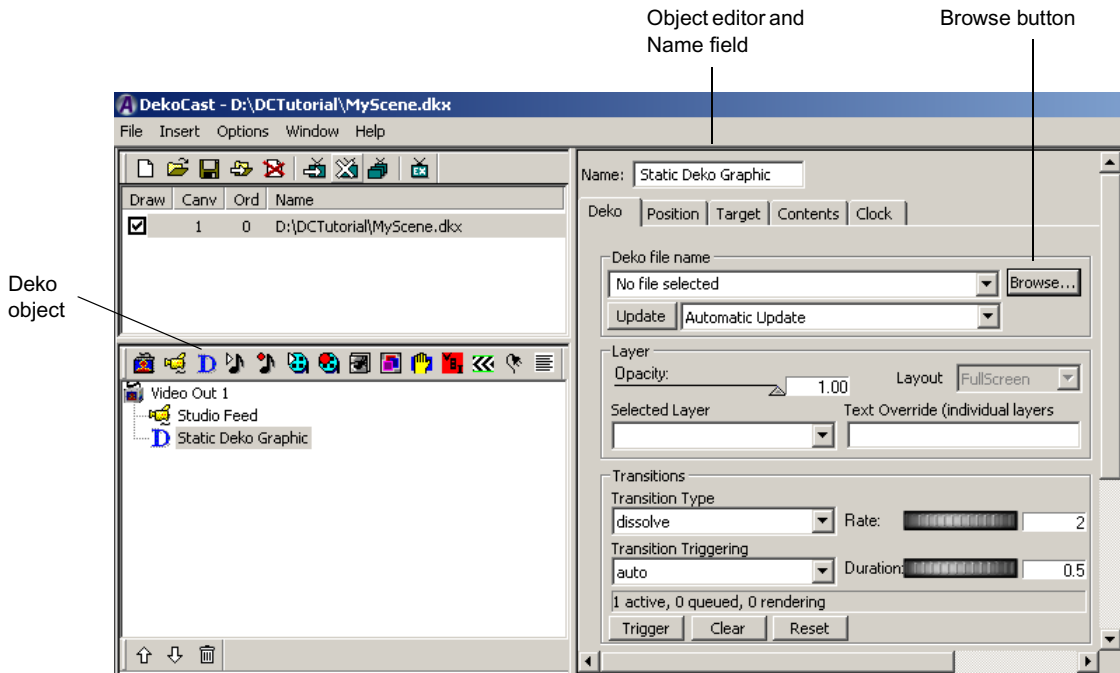 Object editor and
Name field
Browse button
DekoCast - D:\DCTutorial\MyScene.dkx
File Insert Options Window Help
EX
Draw Canv Ord Name
1 0 D:\DCTutorial\MyScene.dkx
Deko
object
D
Video Out 1
Studio Feed
D Static Deko Graphic
Name: Static Deko Graphic
Deko Position Target Contents Clock
Deko file name
No file selected Browse...
Update Automatic Update
Layer
Opacity: 1.00 Layout FullScreen
Selected Layer Text Override (individual layers
Transitions
Transition Type
dissolve Rate: 2
Transition Triggering
auto Duration: 0.5
1 active, 0 queued, 0 rendering
Trigger Clear Reset